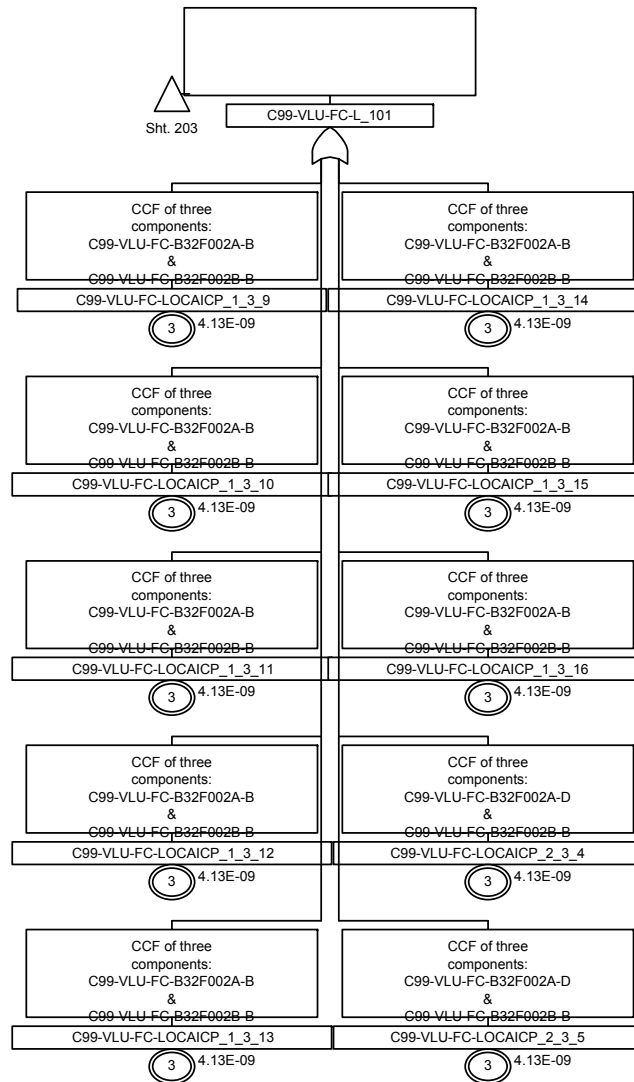 C99-VLU-FC-L_101
Sht. 203
CCF of three
components:
C99-VLU-FC-B32F002A-B
&
C99-VLU-FC-B32F002B-B
C99-VLU-FC-LOCAICP_1_3_9
3
4.13E-09
CCF of three
components:
C99-VLU-FC-B32F002A-B
&
C99-VLU-FC-B32F002B-B
C99-VLU-FC-LOCAICP_1_3_14
3
4.13E-09
CCF of three
components:
C99-VLU-FC-B32F002A-B
&
C99-VLU-FC-B32F002B-B
C99-VLU-FC-LOCAICP_1_3_10
3
4.13E-09
CCF of three
components:
C99-VLU-FC-B32F002A-B
&
C99-VLU-FC-B32F002B-B
C99-VLU-FC-LOCAICP_1_3_15
3
4.13E-09
CCF of three
components:
C99-VLU-FC-B32F002A-B
&
C99-VLU-FC-B32F002B-B
C99-VLU-FC-LOCAICP_1_3_11
3
4.13E-09
CCF of three
components:
C99-VLU-FC-B32F002A-B
&
C99-VLU-FC-B32F002B-B
C99-VLU-FC-LOCAICP_1_3_16
3
4.13E-09
CCF of three
components:
C99-VLU-FC-B32F002A-B
&
C99-VLU-FC-B32F002B-B
C99-VLU-FC-LOCAICP_1_3_12
3
4.13E-09
CCF of three
components:
C99-VLU-FC-B32F002A-D
&
C99-VLU-FC-B32F002B-B
C99-VLU-FC-LOCAICP_2_3_4
3
4.13E-09
CCF of three
components:
C99-VLU-FC-B32F002A-B
&
C99-VLU-FC-B32F002B-B
C99-VLU-FC-LOCAICP_1_3_13
3
4.13E-09
CCF of three
components:
C99-VLU-FC-B32F002A-D
&
C99-VLU-FC-B32F002B-B
C99-VLU-FC-LOCAICP_2_3_5
3
4.13E-09